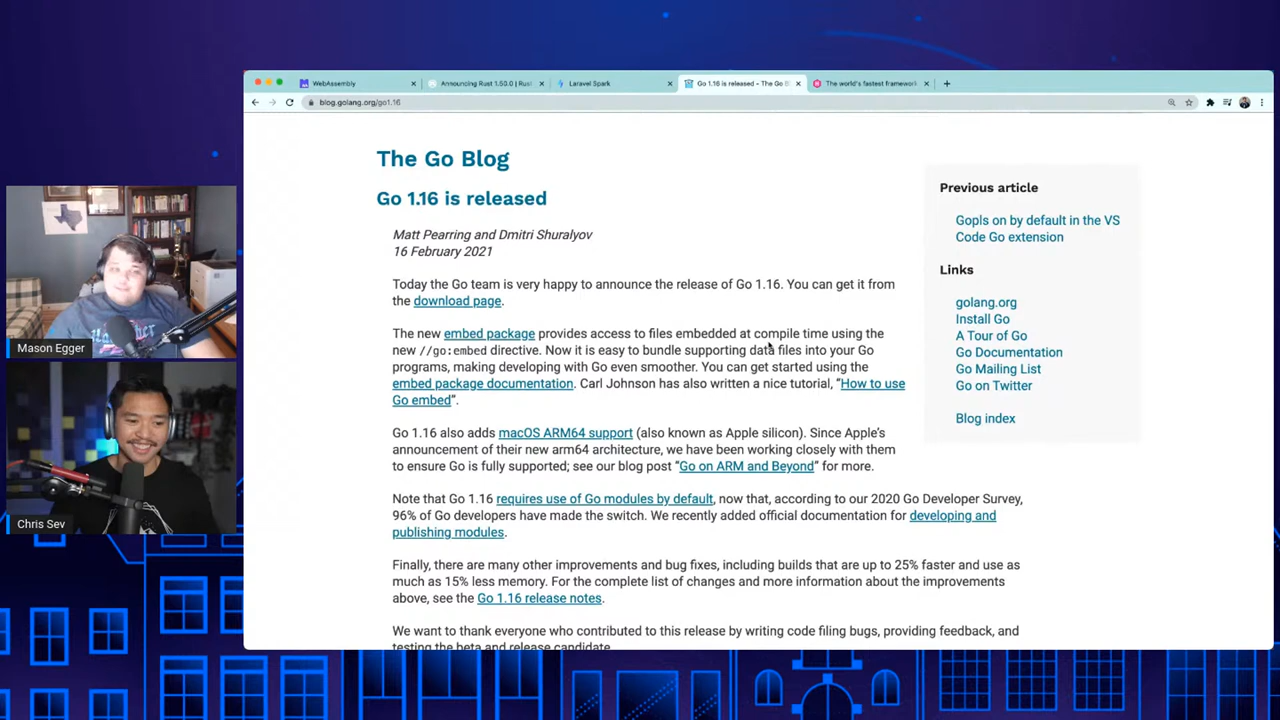 WebAssembly
Announcing Rust 1.50.0 | Rust
Laravel Spark
Go 1.16 is released - The Go B
The world's fastest framework
blog.golang.org/go1.16
The Go Blog
Go 1.16 is released
Matt Pearring and Dmitri Shuralyov
16 February 2021
Today the Go team is very happy to announce the release of Go 1.16. You can get it from
the download page.
The new embed package provides access to files embedded at compile time using the
new //go:embed directive. Now it is easy to bundle supporting data files into your Go
programs, making developing with Go even smoother. You can get started using the
embed package documentation. Carl Johnson has also written a nice tutorial, “How to use
Go embed”.
Go 1.16 also adds macOS ARM64 support (also known as Apple silicon). Since Apple’s
announcement of their new arm64 architecture, we have been working closely with them
to ensure Go is fully supported; see our blog post “Go on ARM and Beyond” for more.
Note that Go 1.16 requires use of Go modules by default, now that, according to our 2020 Go Developer Survey,
96% of Go developers have made the switch. We recently added official documentation for developing and
publishing modules.
Finally, there are many other improvements and bug fixes, including builds that are up to 25% faster and use as
much as 15% less memory. For the complete list of changes and more information about the improvements
above, see the Go 1.16 release notes.
We want to thank everyone who contributed to this release by writing code filing bugs, providing feedback, and
testing the beta and release candidate.
Previous article
Gopls on by default in the VS
Code Go extension
Links
golang.org
Install Go
A Tour of Go
Go Documentation
Go Mailing List
Go on Twitter
Blog index
Mason Egger
Chris Sev